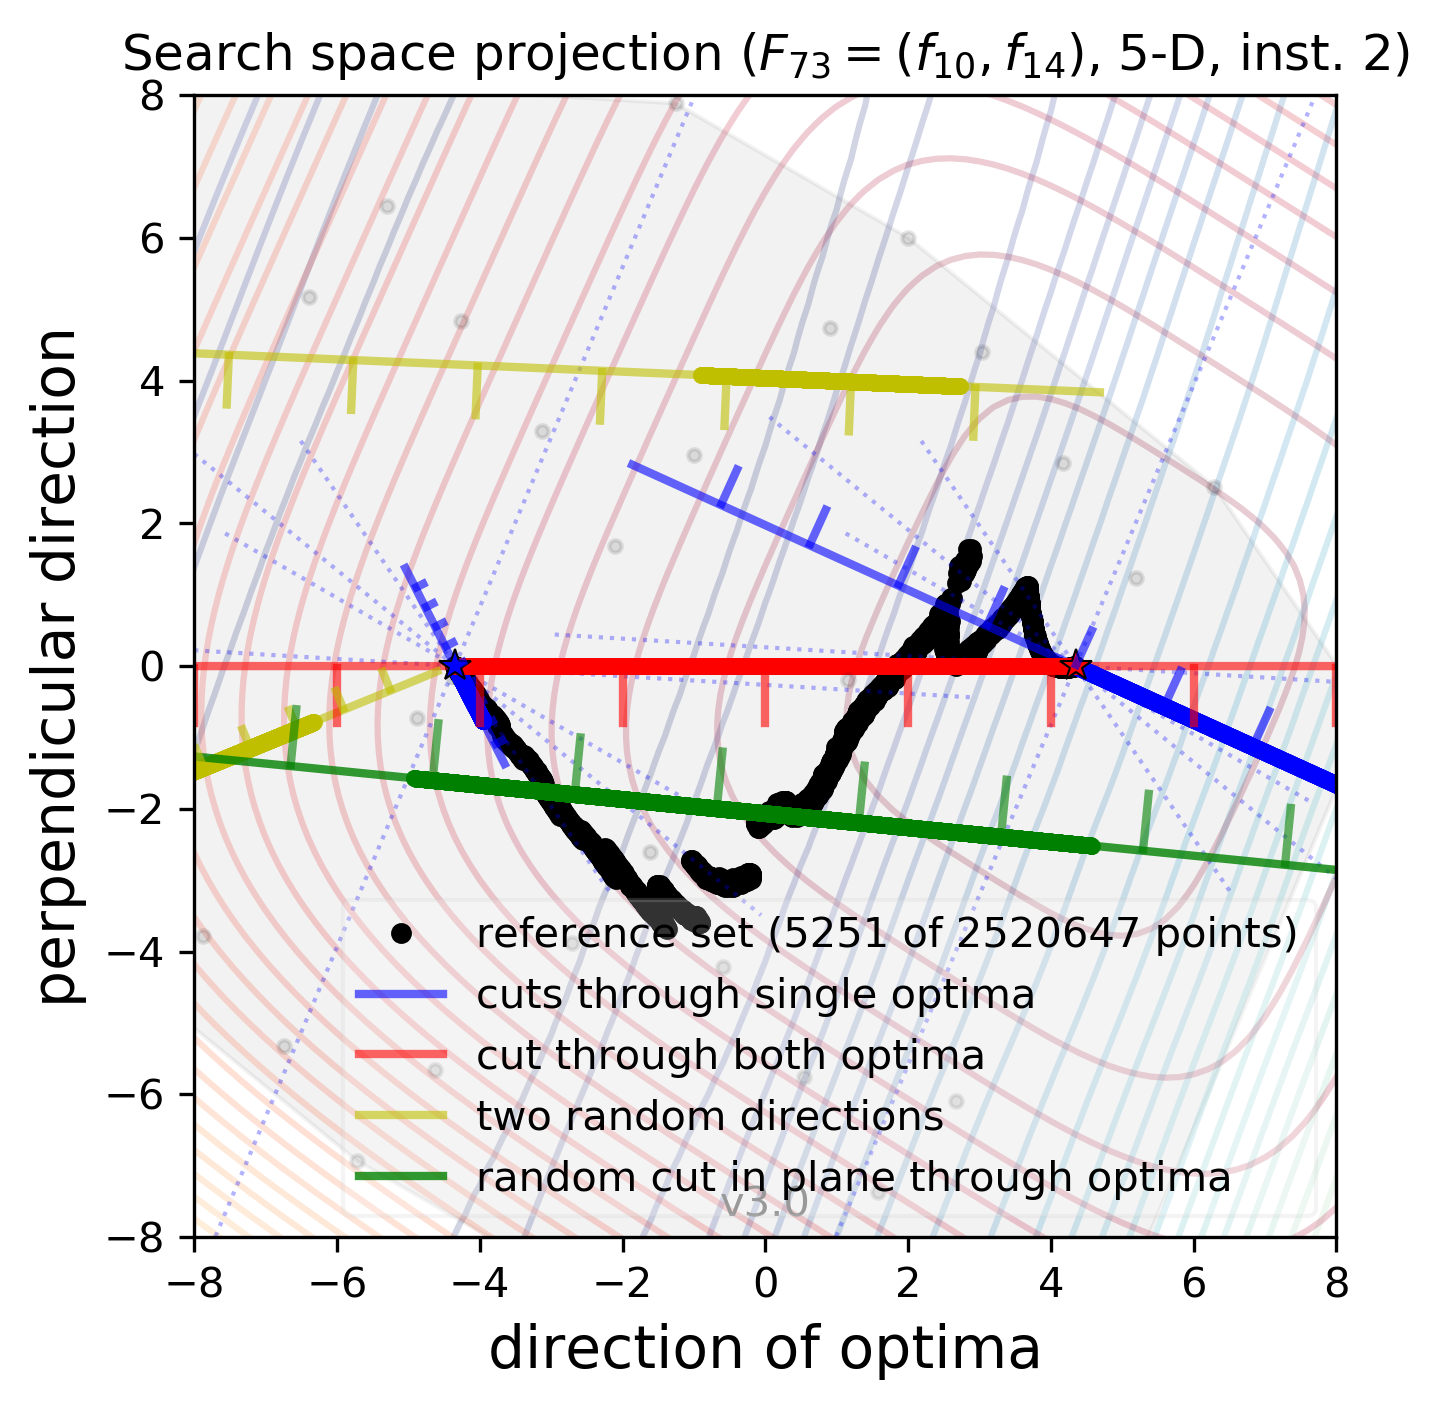 Search space projection (F₇₃ = (f₁₀, f₁₄), 5-D, inst. 2)
8
6
4
2
0
−2
−4
−6
−8
perpendicular direction
reference set (5251 of 2520647 points)
cuts through single optima
cut through both optima
two random directions
random cut in plane through optima
v3.0
−8 −6 −4 −2 0 2 4 6 8
direction of optima